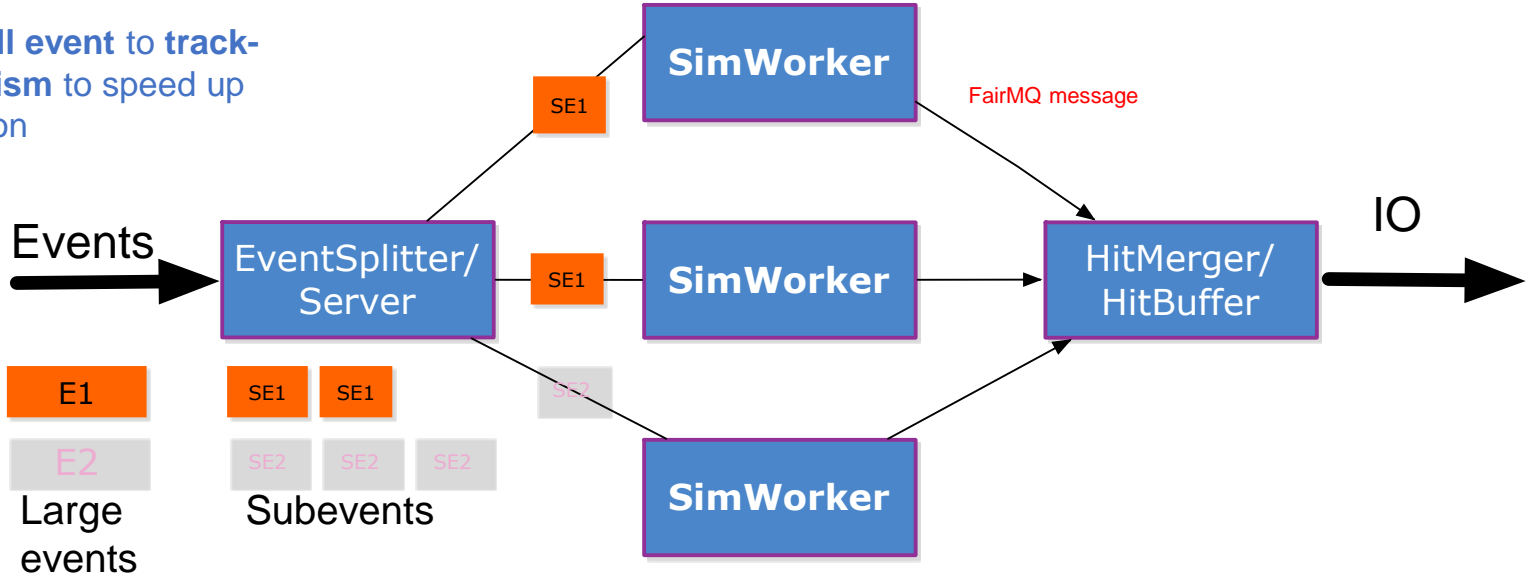 ll event to track-
ism to speed up
on
SimWorker
SE1
FairMQ message
Events
EventSplitter/
Server
SE1
SimWorker
HitMerger/
HitBuffer
IO
E1
SE1
SE1
SE2
E2
SE2
SE2
SE2
SimWorker
Large
events
Subevents